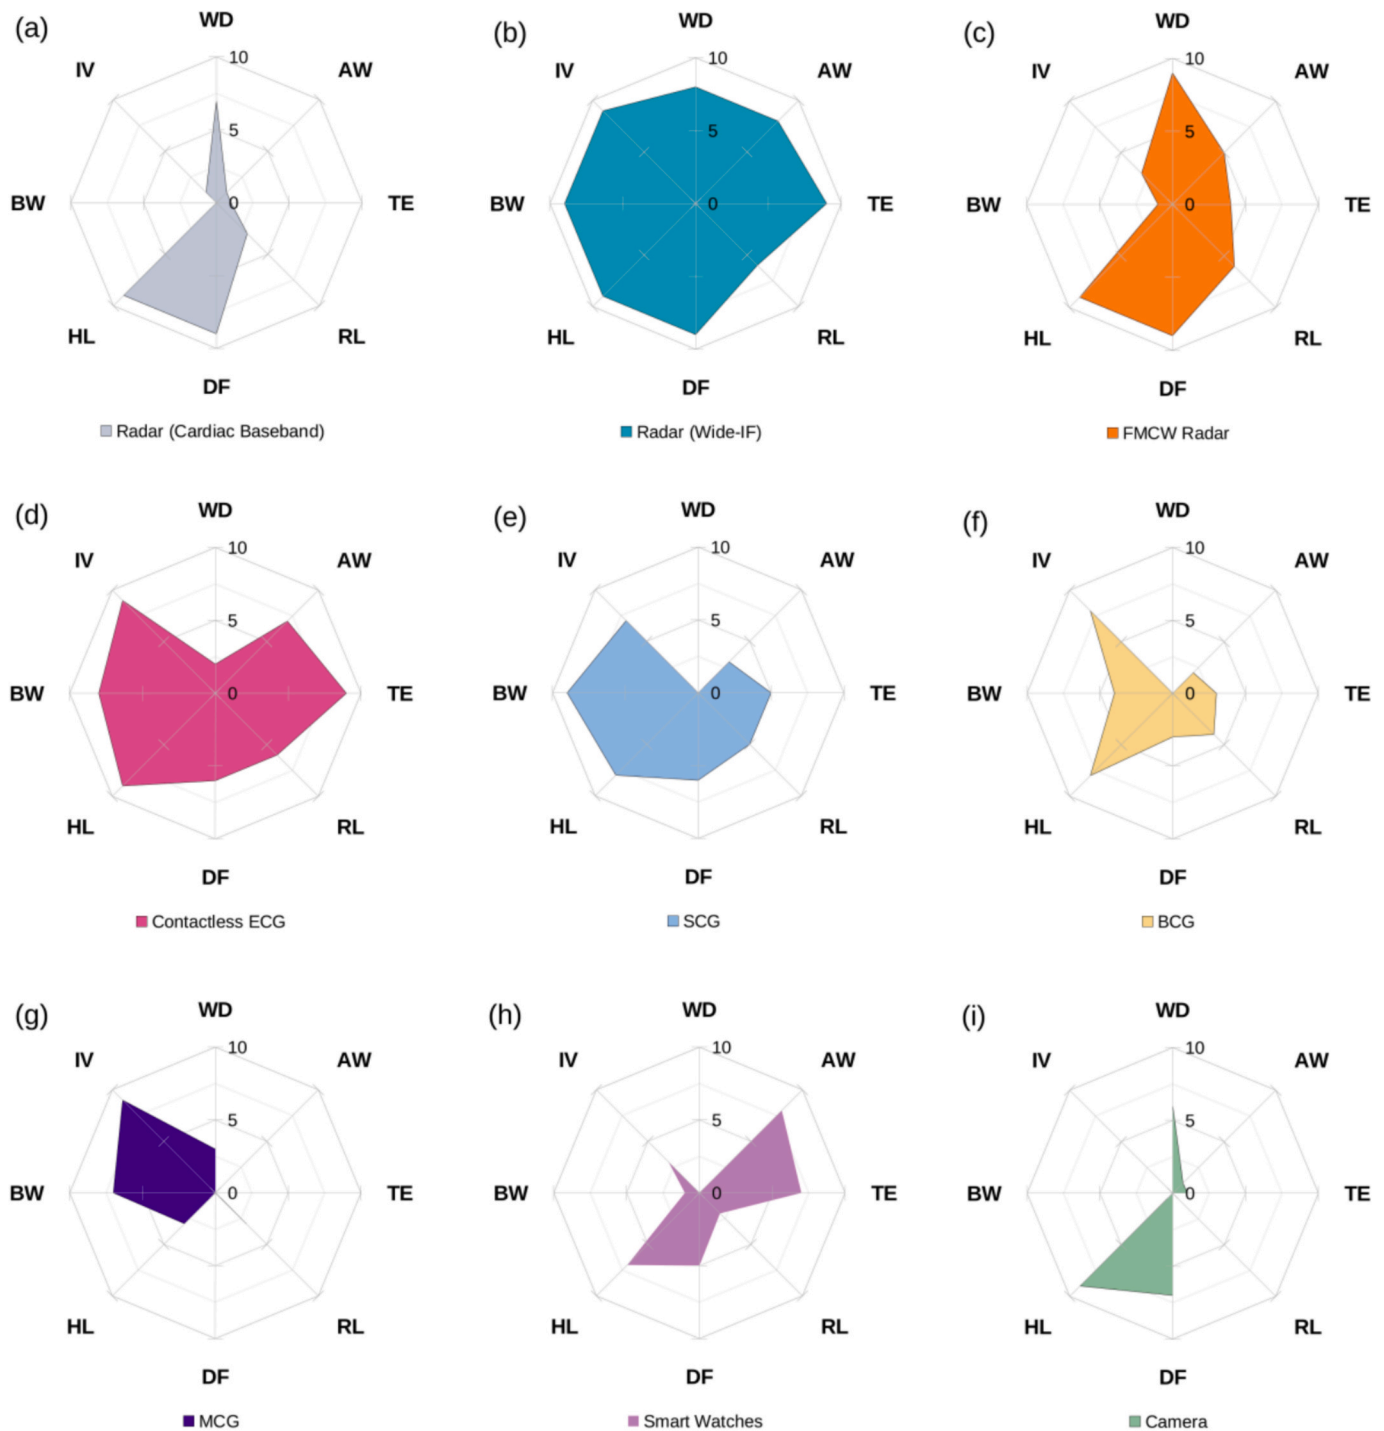 (a) WD (b) WD (c) WD
IV 10 AW IV 10 AW IV 10 AW
5 5 5
BW 0 TE BW 0 TE BW 0 TE
HL RL HL RL HL RL
DF DF DF
Radar (Cardiac Baseband) Radar (Wide-IF) FMCW Radar
(d) WD (e) WD (f) WD
IV 10 AW IV 10 AW IV 10 AW
5 5 5
BW 0 TE BW 0 TE BW 0 TE
HL RL HL RL HL RL
DF DF DF
Contactless ECG SCG BCG
(g) WD (h) WD (i) WD
IV 10 AW IV 10 AW IV 10 AW
5 5 5
BW 0 TE BW 0 TE BW 0 TE
HL RL HL RL HL RL
DF DF DF
MCG Smart Watches Camera